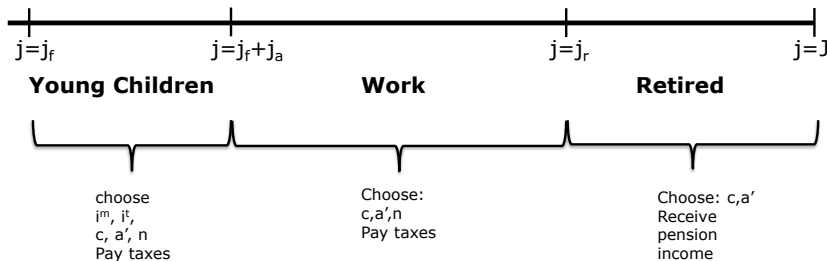 j=j_f j=j_f+j_a j=j_r j=J
Young Children Work Retired
choose
i^m, i^t,
c, a′, n
Pay taxes
Choose:
c,a′,n
Pay taxes
Choose: c,a′
Receive
pension
income